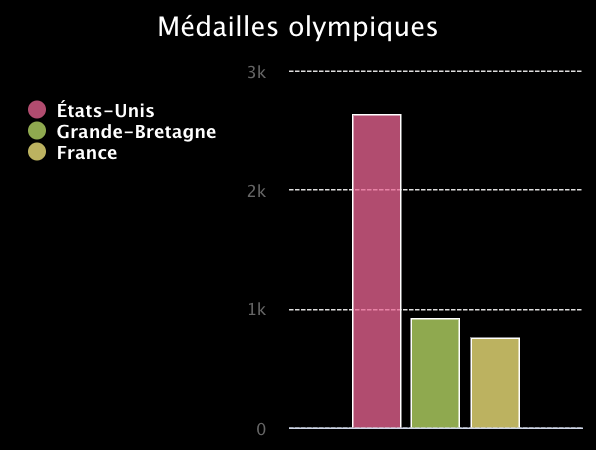 Médailles olympiques
États-Unis
Grande-Bretagne
France
3k
2k
1k
0